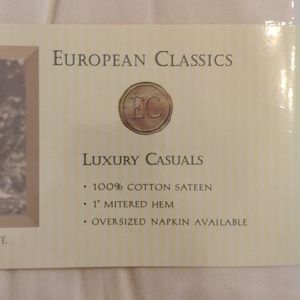 EUROPEAN CLASSICS
EC
LUXURY CASUALS
• 100% COTTON SATEEN
• 1" MITERED HEM
• OVERSIZED NAPKIN AVAILABLE